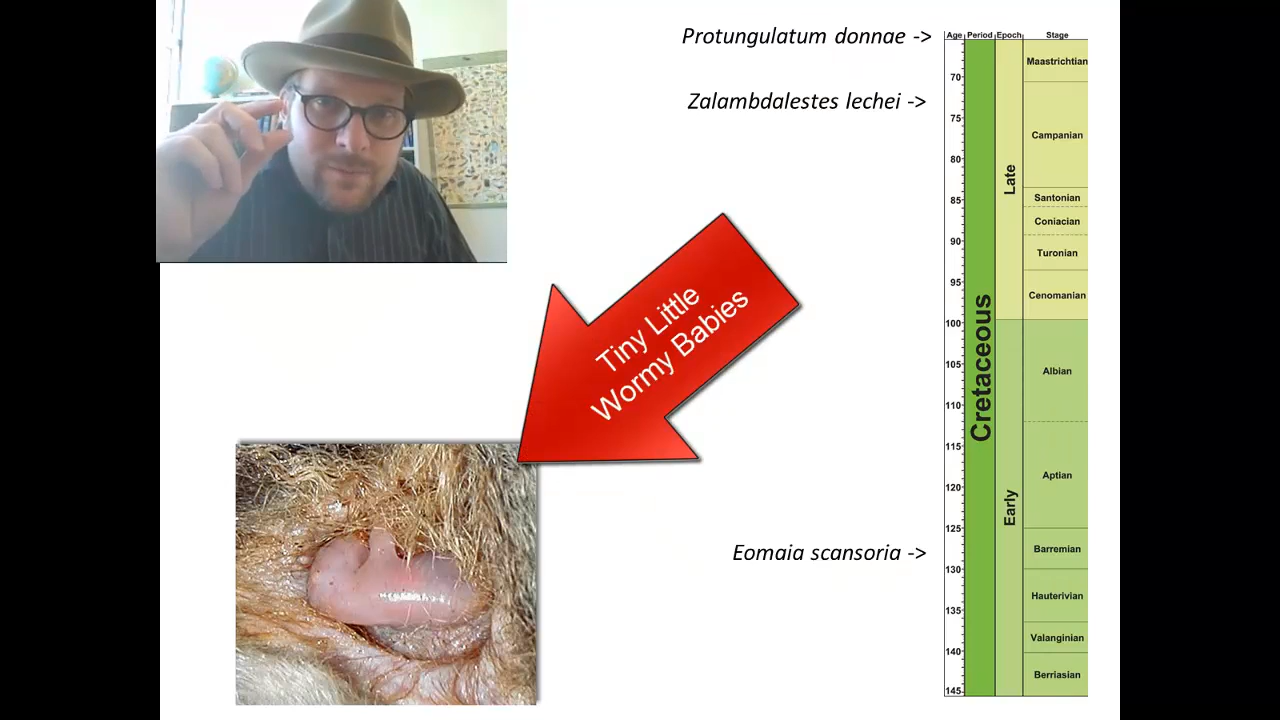 Protungulatum donnae ->
Zalambdalestes lechei ->
Tiny Little
Wormy Babies
Eomaia scansoria ->
Age Period Epoch Stage
70
75
80
85
90
95
100
105
110
115
120
125
130
135
140
145
Cretaceous
Late
Early
Maastrichtian
Campanian
Santonian
Coniacian
Turonian
Cenomanian
Albian
Aptian
Barremian
Hauterivian
Valanginian
Berriasian